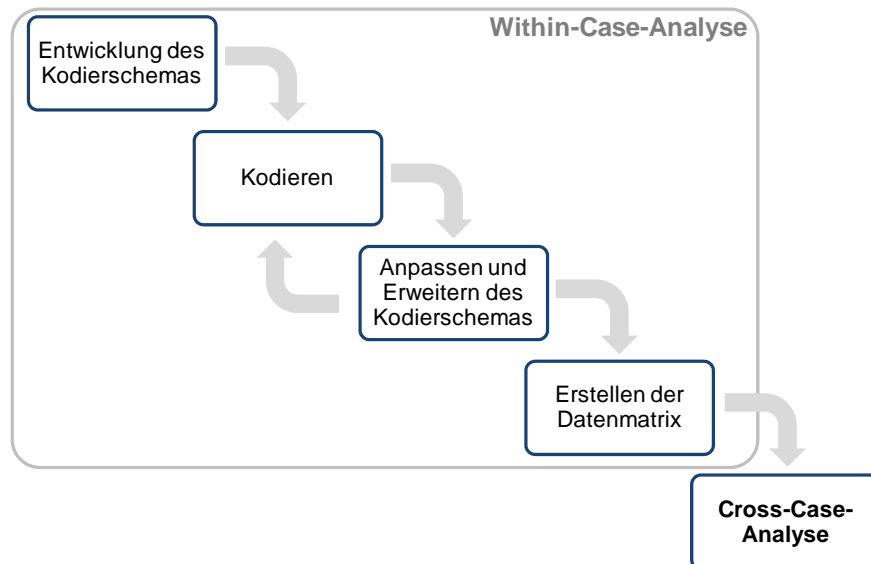 Within-Case-Analyse
Entwicklung des
Kodierschemas
Kodieren
Anpassen und
Erweitern des
Kodierschemas
Erstellen der
Datenmatrix
Cross-Case-
Analyse